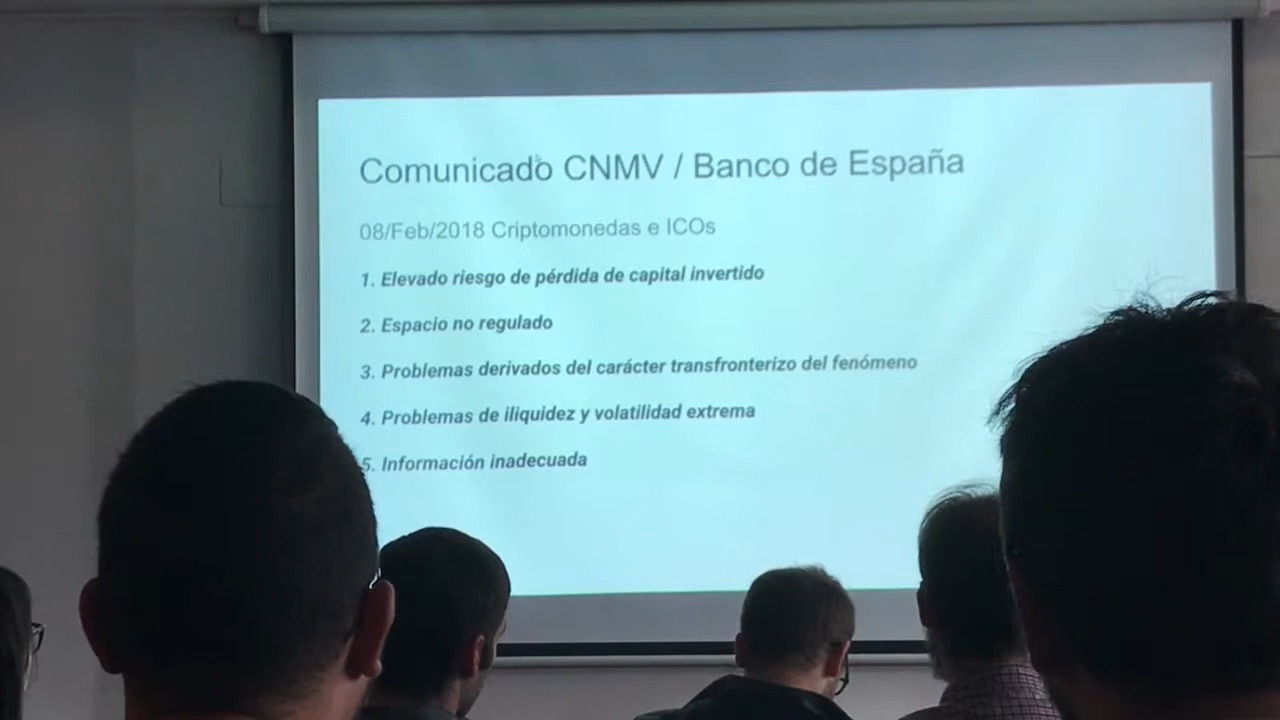 Comunicado CNMV / Banco de España
08/Feb/2018 Criptomonedas e ICOs
1. Elevado riesgo de pérdida de capital invertido
2. Espacio no regulado
3. Problemas derivados del carácter transfronterizo del fenómeno
4. Problemas de iliquidez y volatilidad extrema
5. Información inadecuada